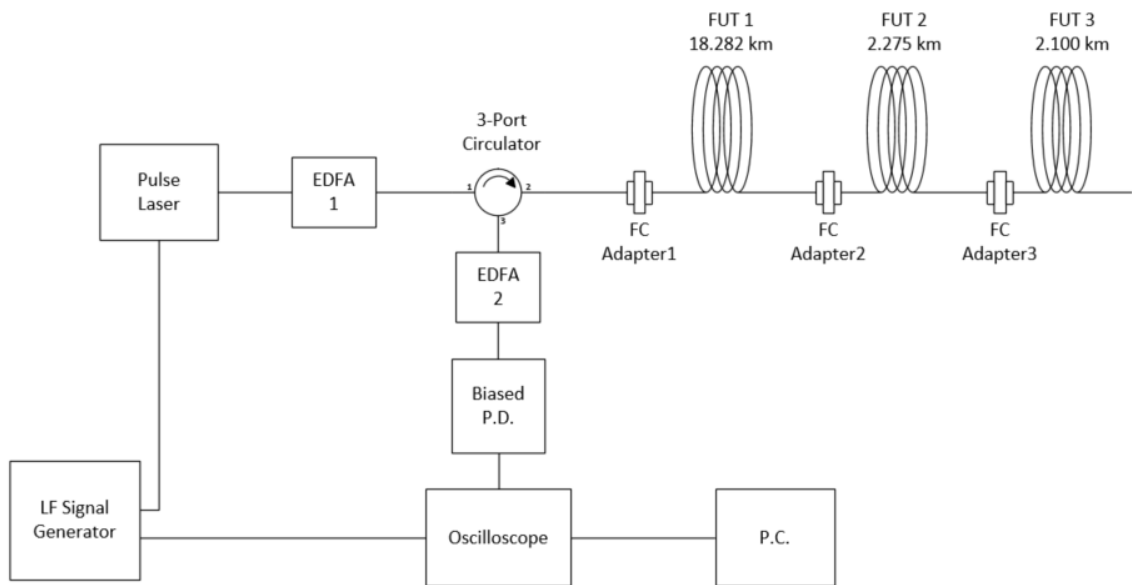 FUT 1
18.282 km
FUT 2
2.275 km
FUT 3
2.100 km
3-Port
Circulator
Pulse
Laser
EDFA
1
1
2
3
FC
Adapter1
FC
Adapter2
FC
Adapter3
EDFA
2
Biased
P.D.
LF Signal
Generator
Oscilloscope
P.C.